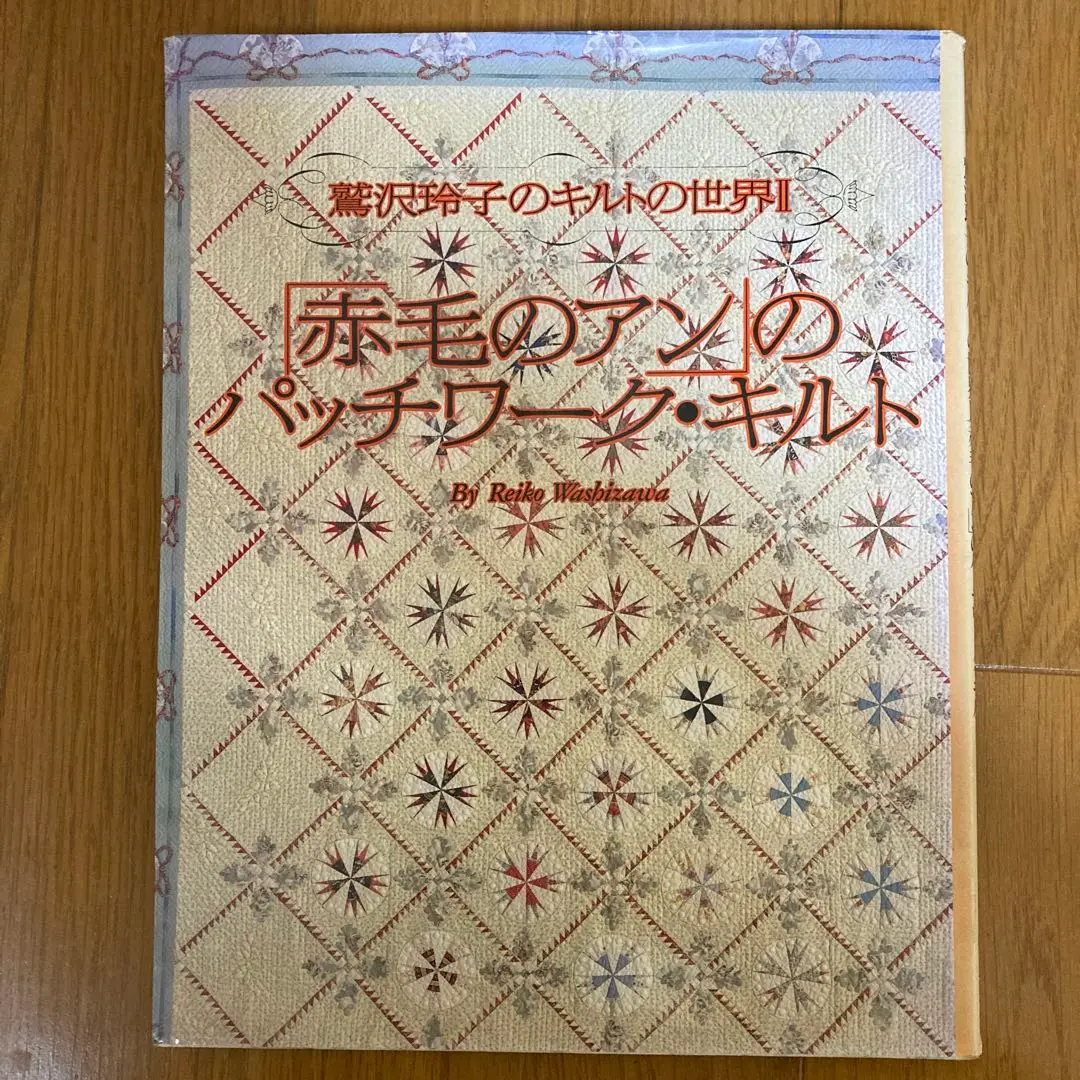 鷲沢玲子のキルトの世界II
「赤毛のアン」の
パッチワーク・キルト
By Reiko Washizawa